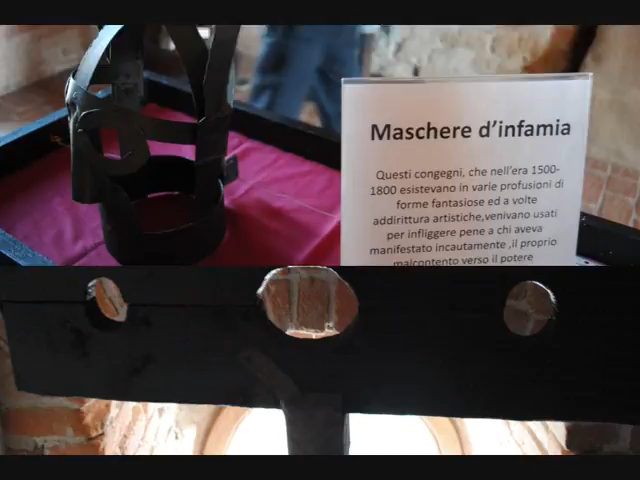 Maschere d'infamia
Questi congegni, che nell'era 1500-
1800 esistevano in varie profusioni di
forme fantasiose ed a volte
addirittura artistiche,venivano usati
per infliggere pene a chi aveva
manifestato incautamente ,il proprio
malcontento verso il potere